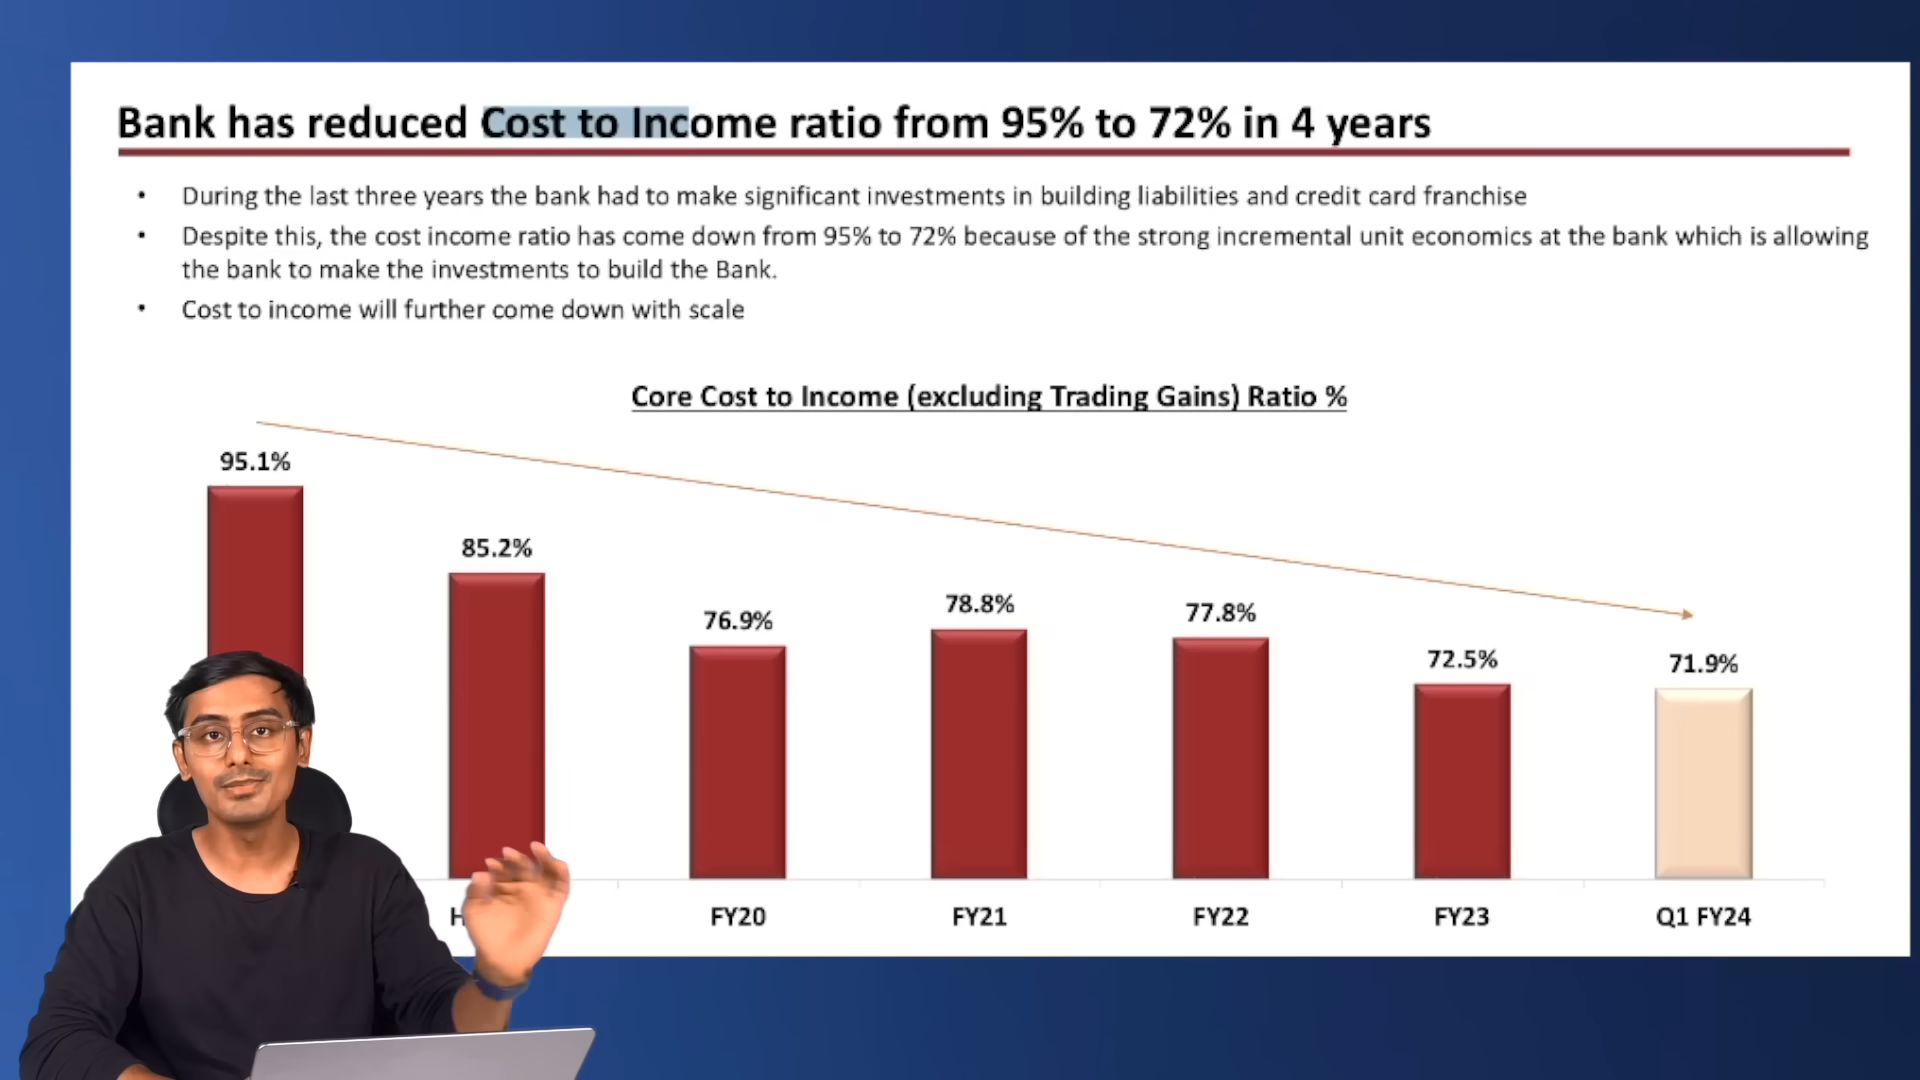 Bank has reduced Cost to Income ratio from 95% to 72% in 4 years
• During the last three years the bank had to make significant investments in building liabilities and credit card franchise
• Despite this, the cost income ratio has come down from 95% to 72% because of the strong incremental unit economics at the bank which is allowing
the bank to make the investments to build the Bank.
• Cost to income will further come down with scale
Core Cost to Income (excluding Trading Gains) Ratio %
95.1%
85.2%
76.9%
78.8%
77.8%
72.5%
71.9%
FY20 FY21 FY22 FY23 Q1 FY24